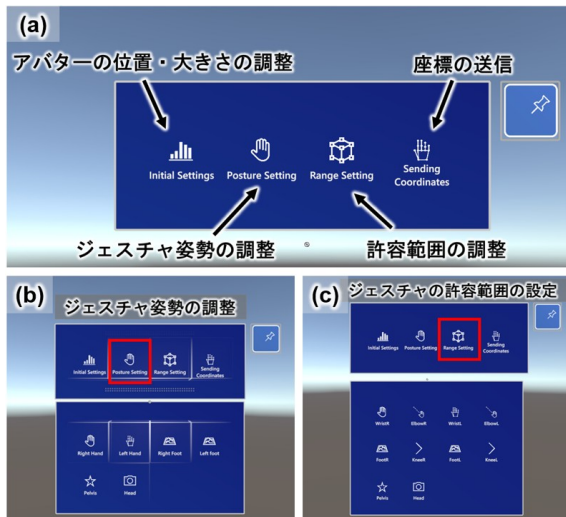 (a)
アバターの位置・大きさの調整
座標の送信
Initial Settings
Posture Setting
Range Setting
Sending
Coordinates
ジェスチャ姿勢の調整
許容範囲の調整
(b)
ジェスチャ姿勢の調整
Initial Settings
Posture Setting
Range Setting
Sending
Coordinates
Right Hand
Left Hand
Right Foot
Left foot
Pelvis
Head
(c)
ジェスチャの許容範囲の設定
Initial Settings
Posture Setting
Range Setting
Sending
Coordinates
WristR
ElbowR
WristL
ElbowL
FootR
KneeR
FootL
KneeL
Pelvis
Head